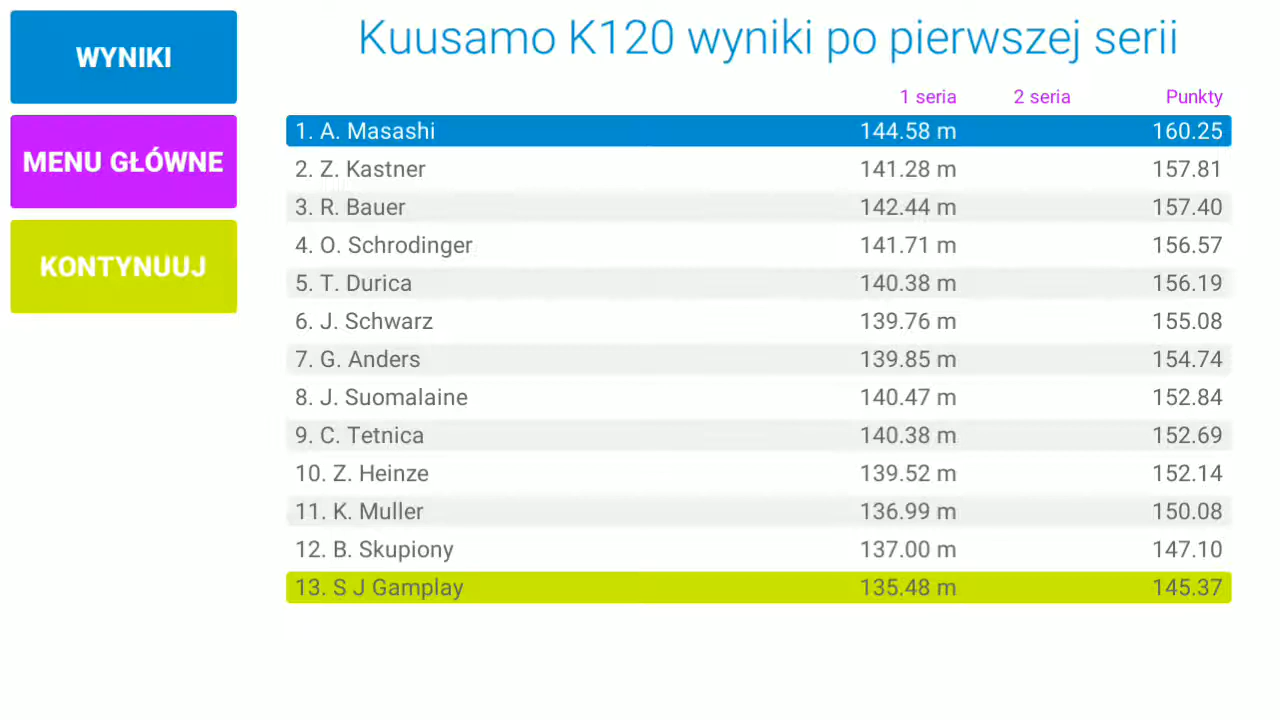 WYNIKI
MENU GŁÓWNE
KONTYNUUJ
Kuusamo K120 wyniki po pierwszej serii
1 seria 2 seria Punkty
1. A. Masashi 144.58 m 160.25
2. Z. Kastner 141.28 m 157.81
3. R. Bauer 142.44 m 157.40
4. O. Schrodinger 141.71 m 156.57
5. T. Durica 140.38 m 156.19
6. J. Schwarz 139.76 m 155.08
7. G. Anders 139.85 m 154.74
8. J. Suomalaine 140.47 m 152.84
9. C. Tetnica 140.38 m 152.69
10. Z. Heinze 139.52 m 152.14
11. K. Muller 136.99 m 150.08
12. B. Skupiony 137.00 m 147.10
13. S J Gamplay 135.48 m 145.37